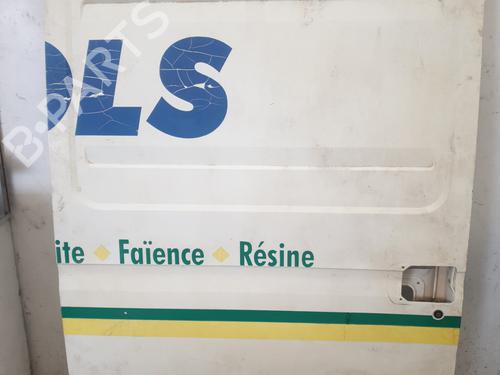 OLS
ite Faïence Résine
B-PARTS